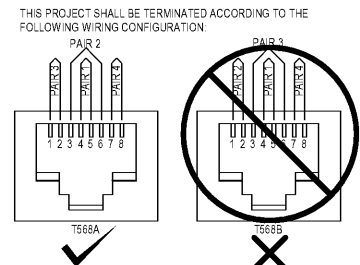 THIS PROJECT SHALL BE TERMINATED ACCORDING TO THE
FOLLOWING WIRING CONFIGURATION:
PAIR 2
PAIR 3
PAIR 1
PAIR 4
1 2 3 4 5 6 7 8
T568A
PAIR 3
PAIR 2
PAIR 1
PAIR 4
1 2 3 4 5 6 7 8
T568B